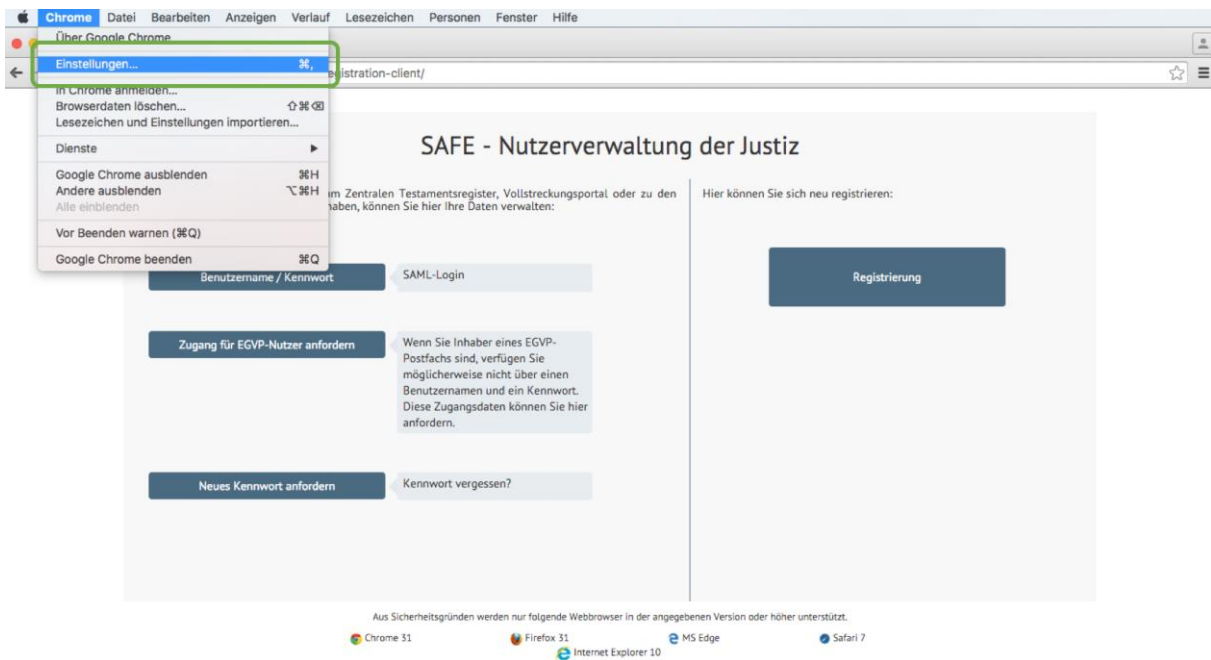 Chrome Datei Bearbeiten Anzeigen Verlauf Lesezeichen Personen Fenster Hilfe
Über Google Chrome
Einstellungen... ⌘,
In Chrome anmelden...
Browserdaten löschen... ⇧⌘⌫
Lesezeichen und Einstellungen importieren...
Dienste
Google Chrome ausblenden ⌘H
Andere ausblenden ⌥⌘H
Alle einblenden
Vor Beenden warnen (⌘Q)
Google Chrome beenden ⌘Q
egistration-client/
SAFE - Nutzerverwaltung der Justiz
Zentralen Testamentsregister, Vollstreckungsportal oder zu den
haben, können Sie hier Ihre Daten verwalten:
Benutzername / Kennwort
SAML-Login
Zugang für EGVP-Nutzer anfordern
Wenn Sie Inhaber eines EGVP-
Postfachs sind, verfügen Sie
möglicherweise nicht über einen
Benutzernamen und ein Kennwort.
Diese Zugangsdaten können Sie hier
anfordern.
Neues Kennwort anfordern
Kennwort vergessen?
Hier können Sie sich neu registrieren:
Registrierung
Aus Sicherheitsgründen werden nur folgende Webbrowser in der angegebenen Version oder höher unterstützt.
Chrome 31 Firefox 31 MS Edge Safari 7
Internet Explorer 10